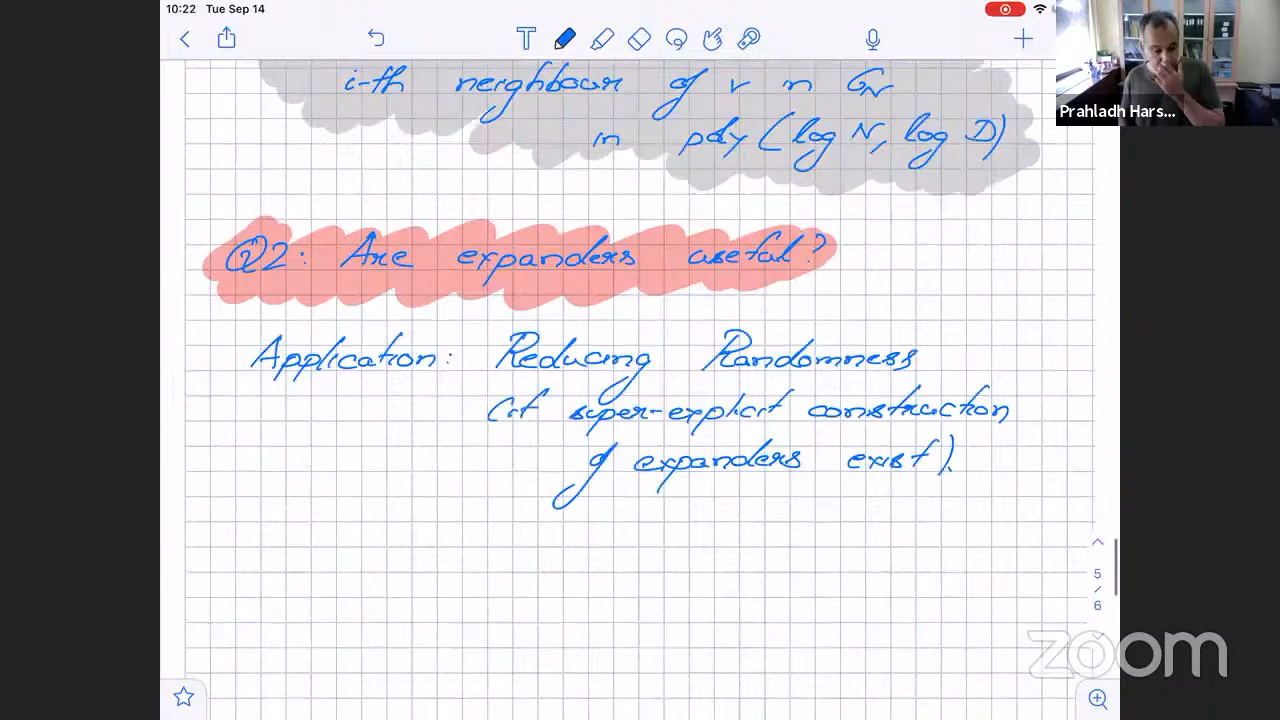 10:22 Tue Sep 14
i-th neighbour of v in G_N
in poly (log N, log D)
Prahladh Hars...
Q2: Are expanders useful?
Application: Reducing Randomness
(if super-explicit construction
of expanders exist).
5
6
zoom